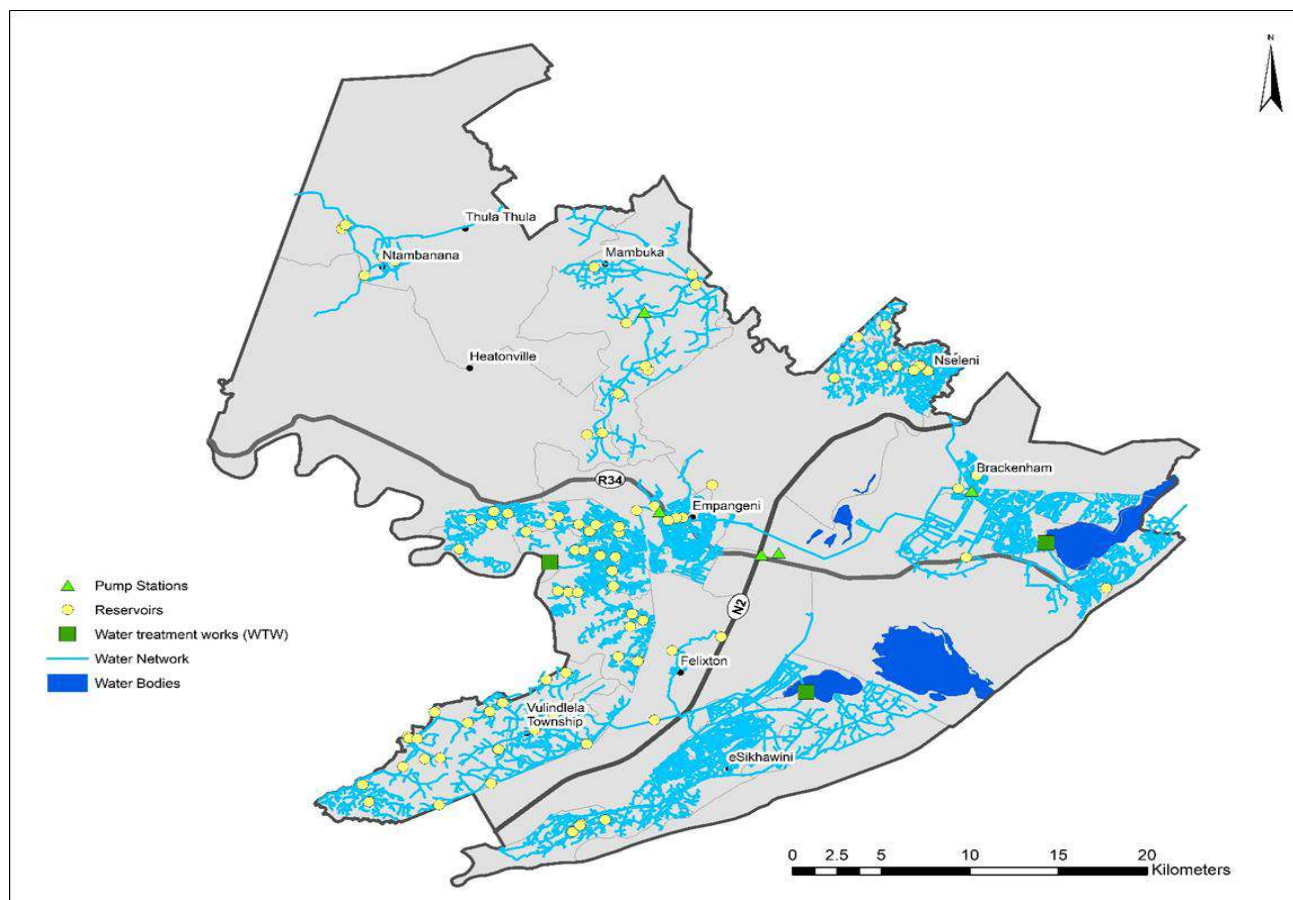 N
Thula Thula
Ntambanana
Mambuka
Heatonville
Nseleni
R34
Brackenham
Empangeni
N2
Felixton
Vulindlela
Township
eSikhawini
Pump Stations
Reservoirs
Water treatment works (WTW)
Water Network
Water Bodies
0 2.5 5 10 15 20
Kilometers